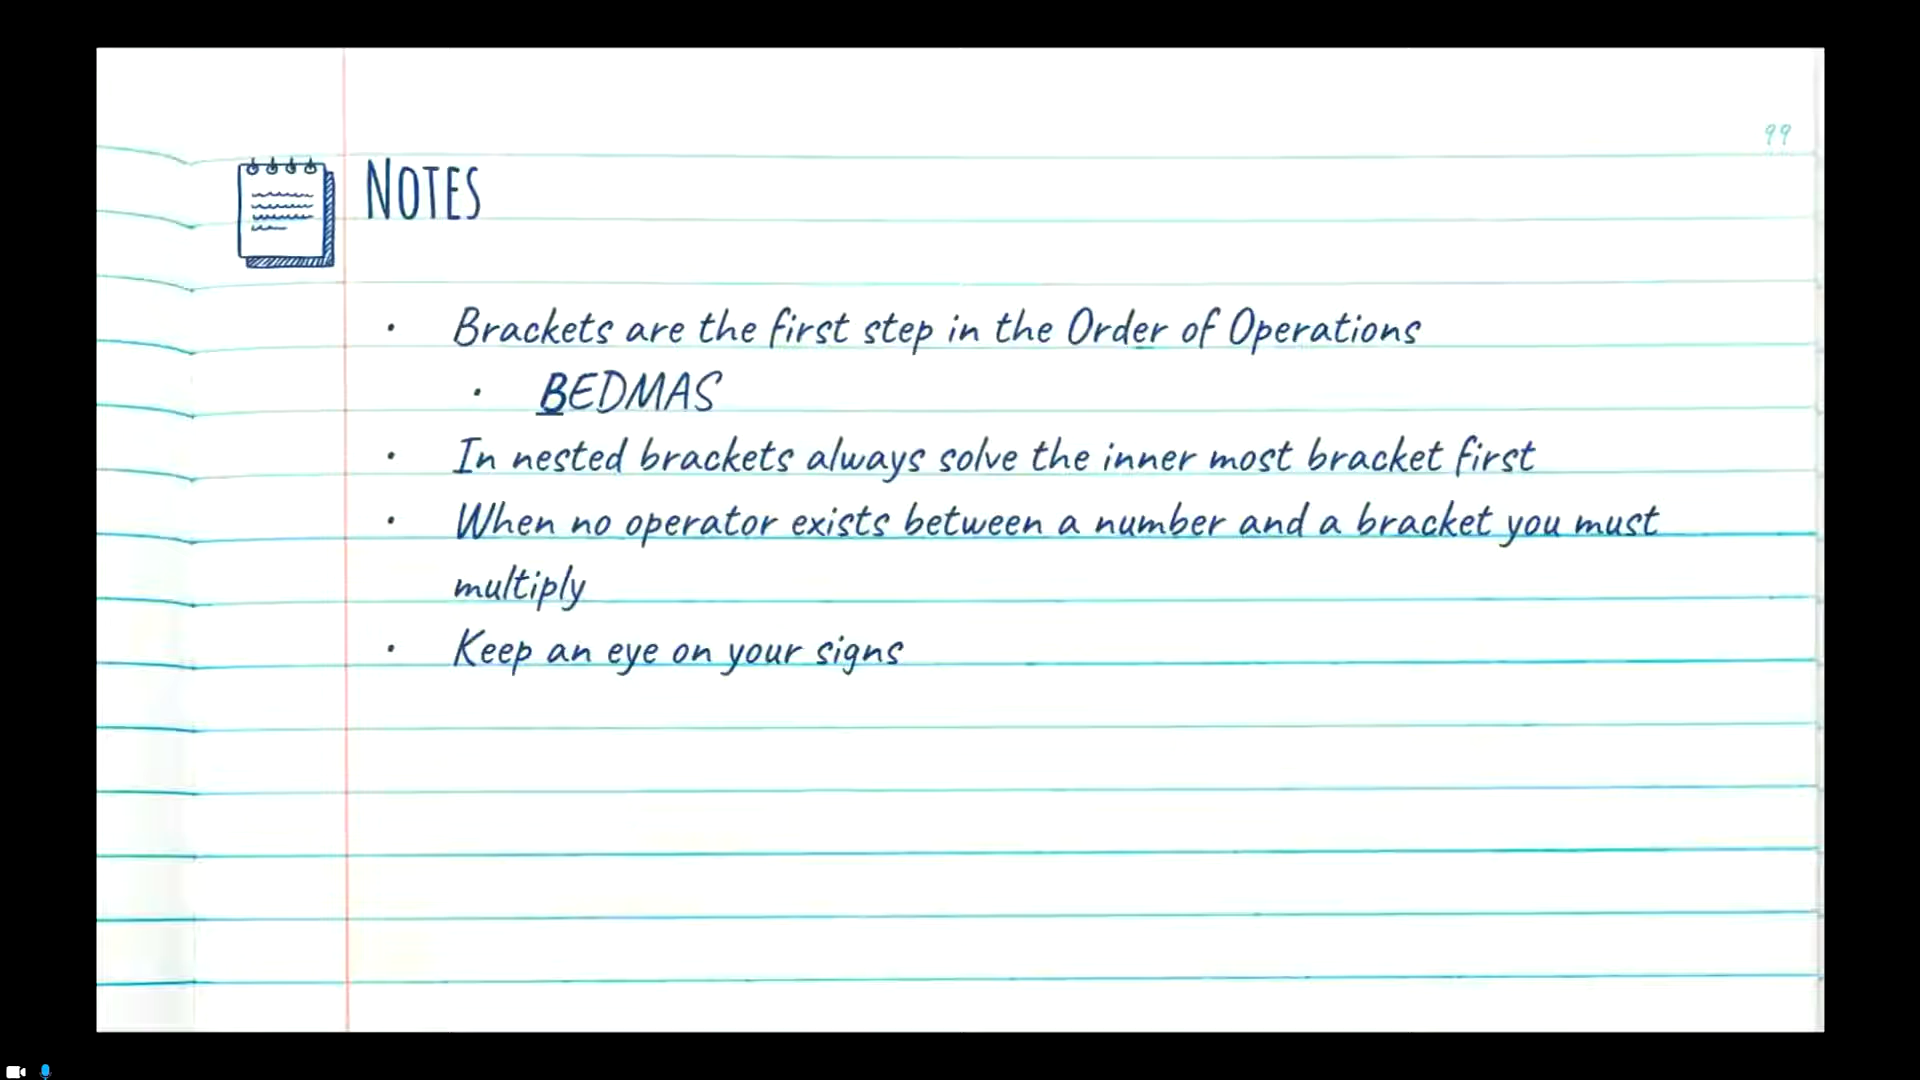 99
NOTES
• Brackets are the first step in the Order of Operations
• BEDMAS
• In nested brackets always solve the inner most bracket first
• When no operator exists between a number and a bracket you must
multiply
• Keep an eye on your signs